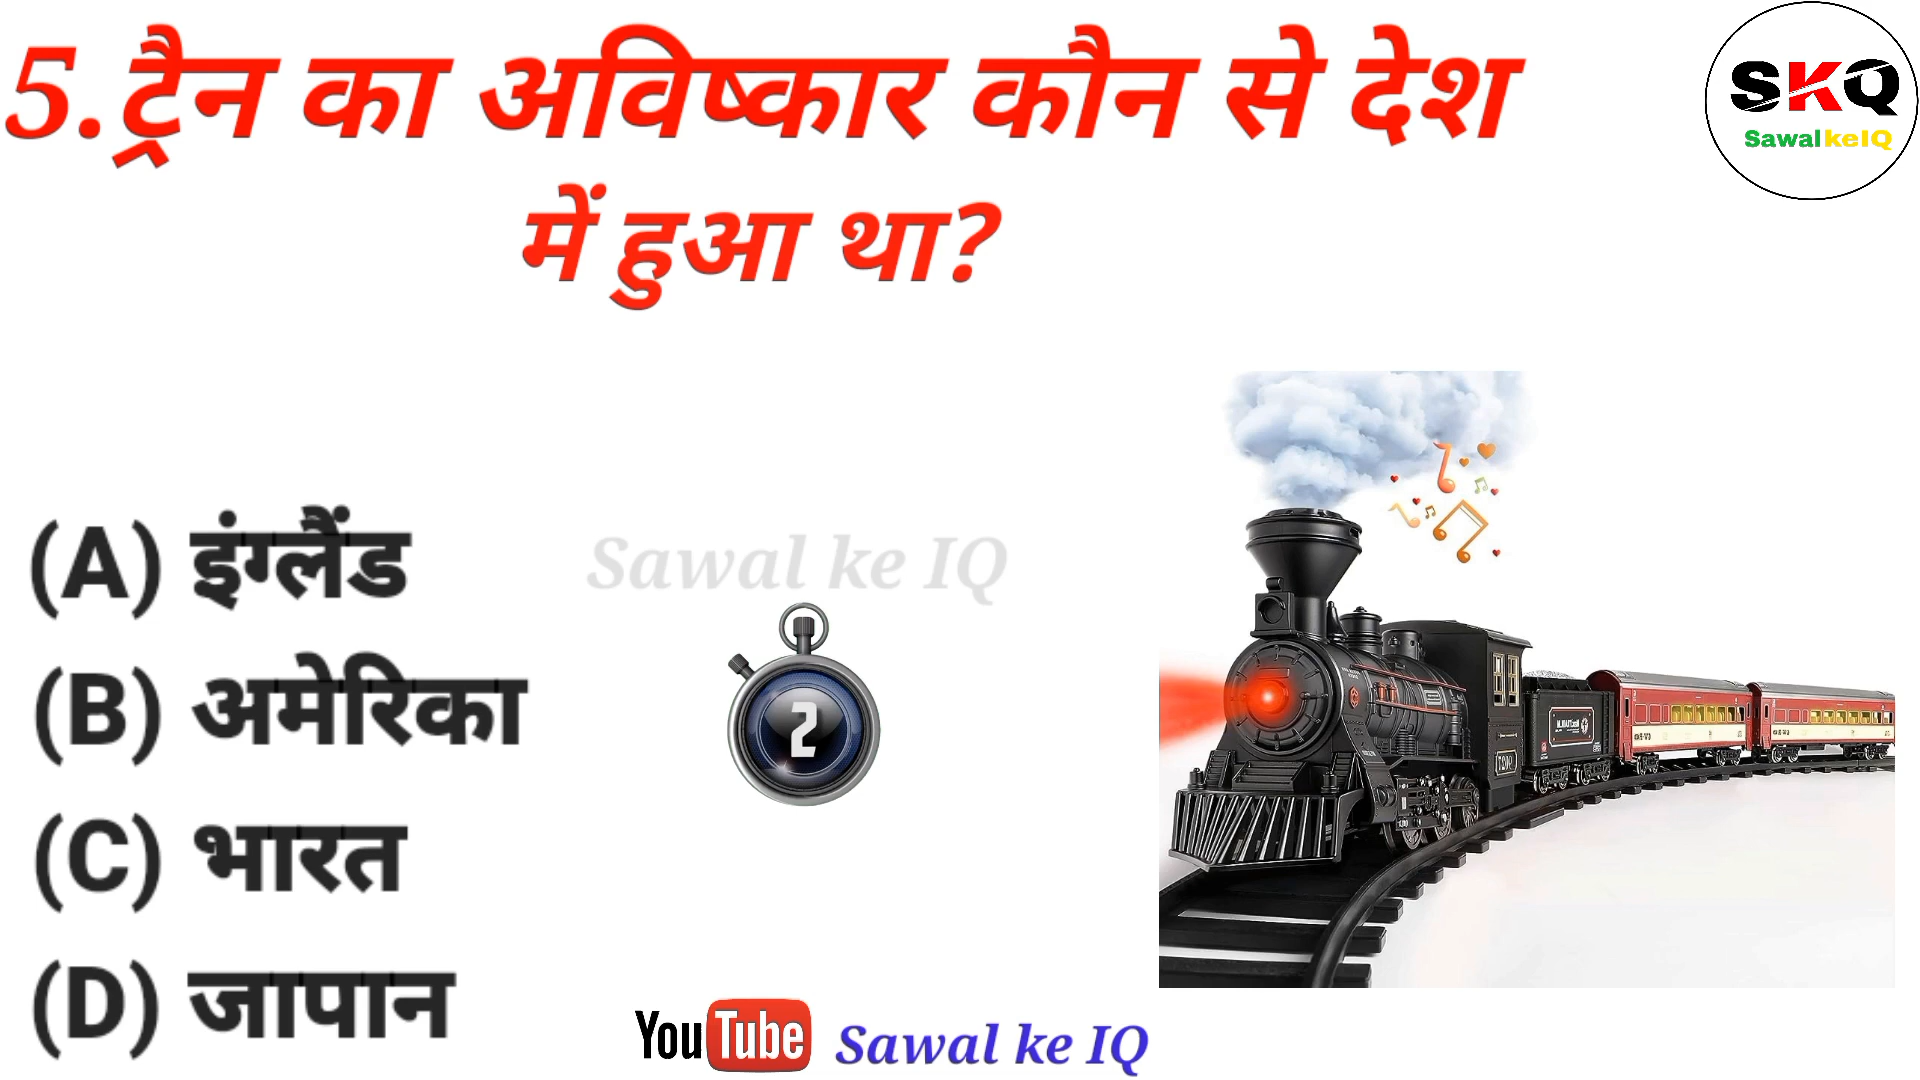 5.ट्रैन का अविष्कार कौन से देश
में हुआ था?
SKQ
SawalkeIQ
(A) इंग्लैंड
Sawal ke IQ
(B) अमेरिका
2
(C) भारत
(D) जापान
YouTube Sawal ke IQ